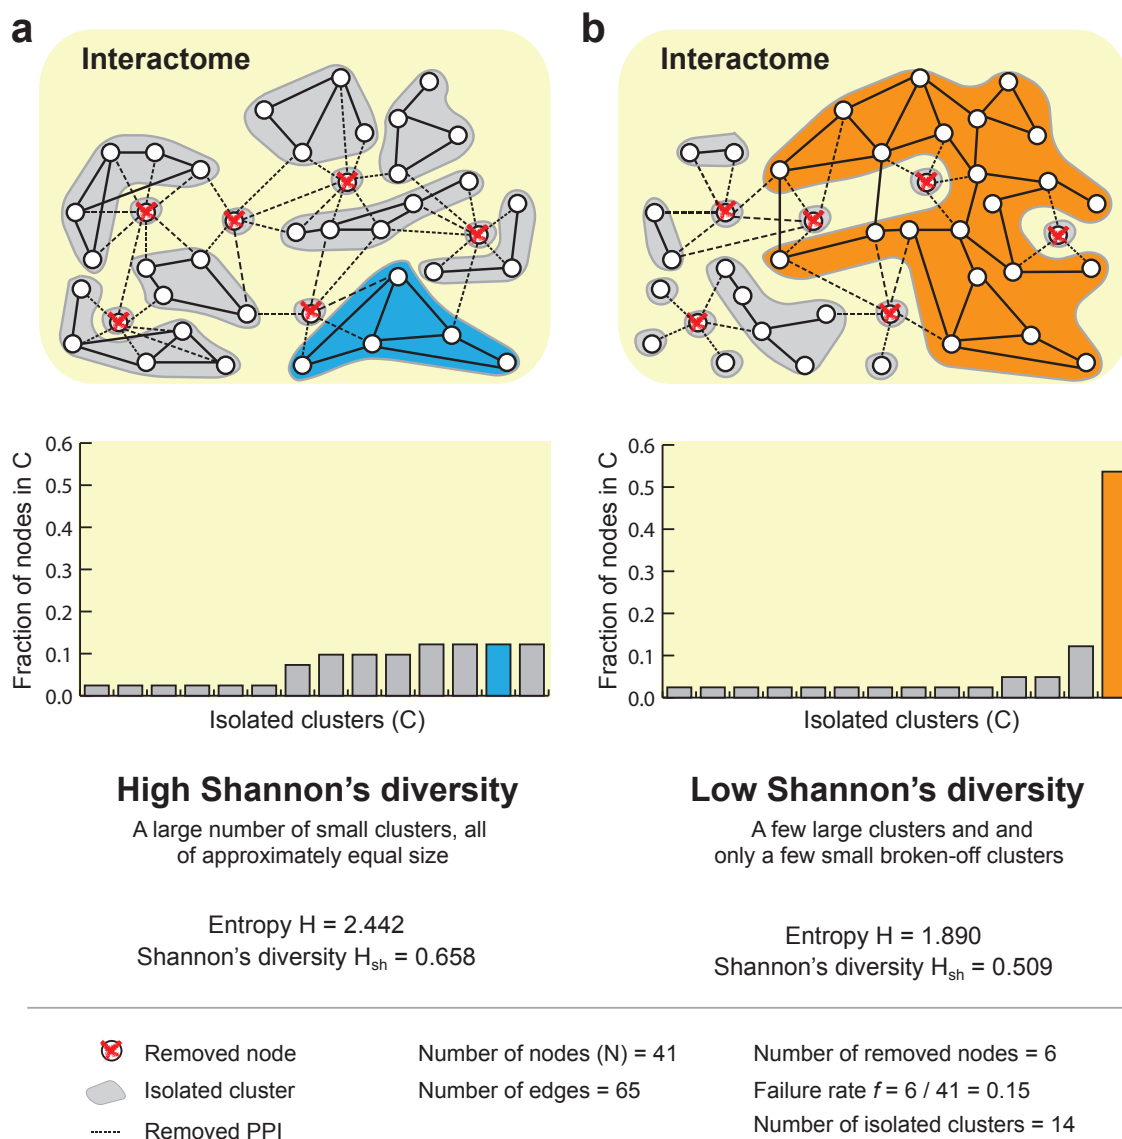 a
Interactome
b
Interactome
Fraction of nodes in C
0.6
0.5
0.4
0.3
0.2
0.1
0.0
Isolated clusters (C)
Fraction of nodes in C
0.6
0.5
0.4
0.3
0.2
0.1
0.0
Isolated clusters (C)
High Shannon’s diversity
A large number of small clusters, all
of approximately equal size
Entropy H = 2.442
Shannon’s diversity Hsh = 0.658
Low Shannon’s diversity
A few large clusters and and
only a few small broken-off clusters
Entropy H = 1.890
Shannon’s diversity Hsh = 0.509
Removed node
Isolated cluster
Removed PPI
Number of nodes (N) = 41
Number of edges = 65
Number of removed nodes = 6
Failure rate f = 6 / 41 = 0.15
Number of isolated clusters = 14